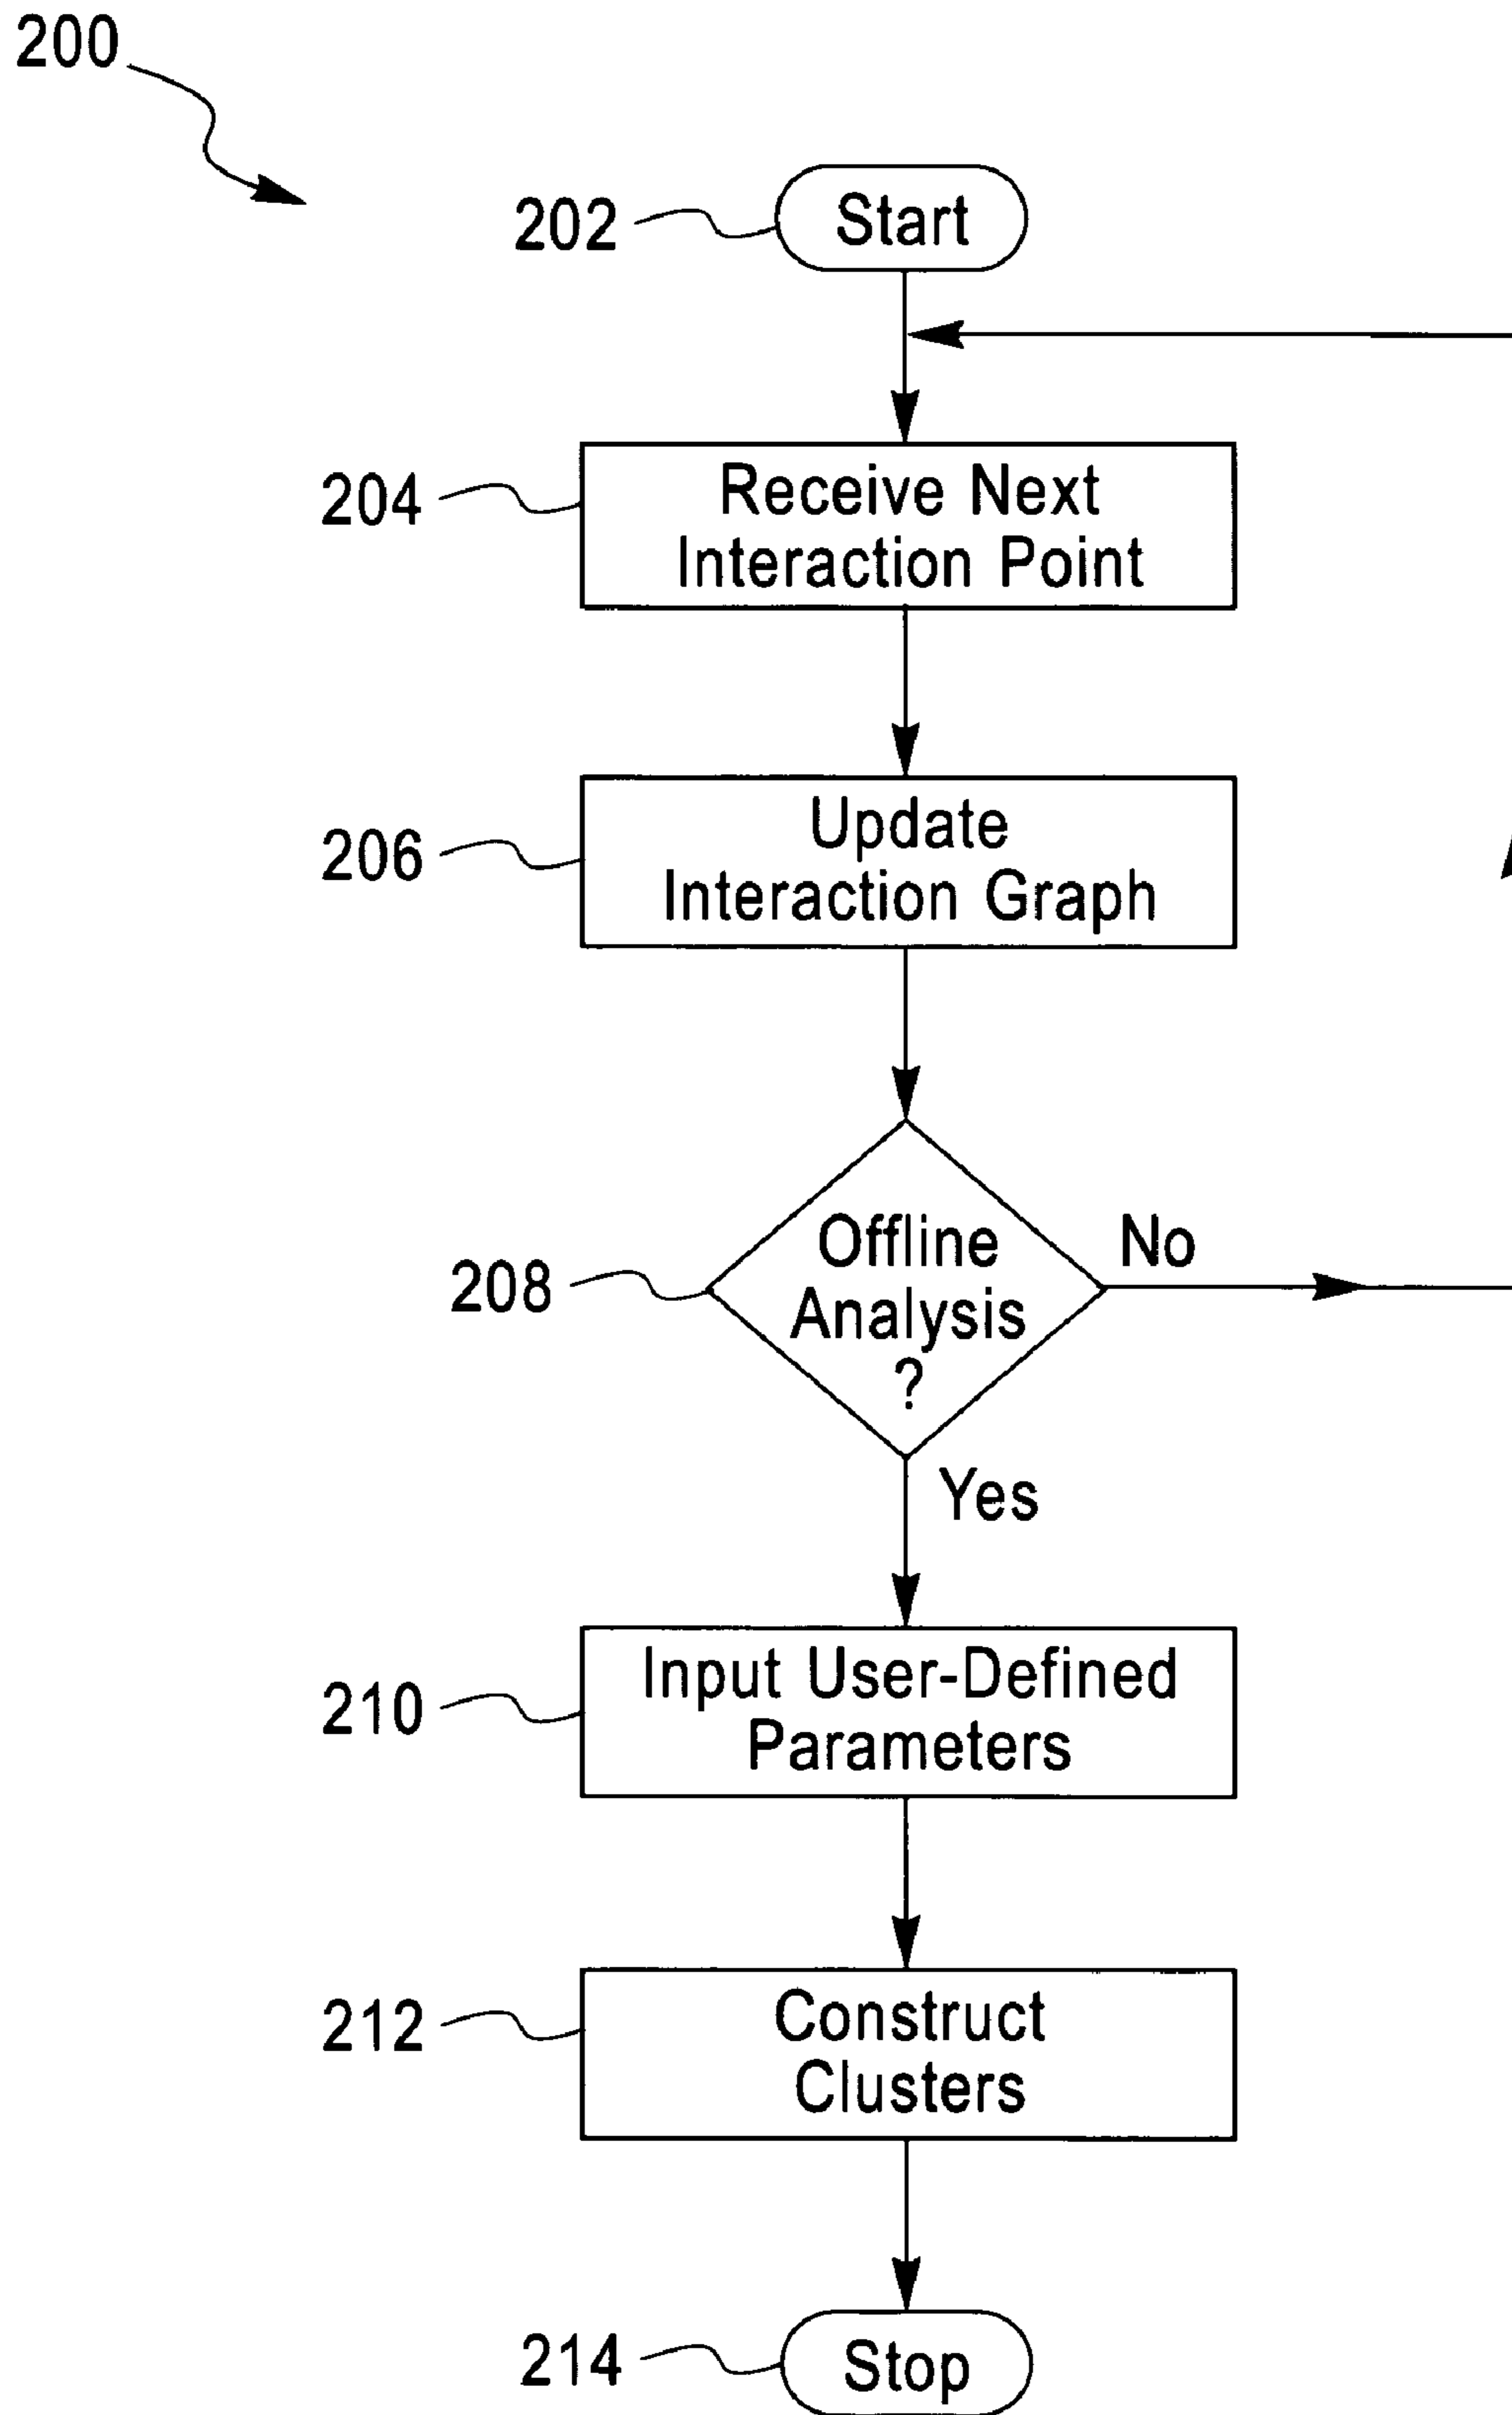 200
202
Start
204
Receive Next
Interaction Point
206
Update
Interaction Graph
208
Offline
Analysis
?
No
Yes
210
Input User-Defined
Parameters
212
Construct
Clusters
214
Stop